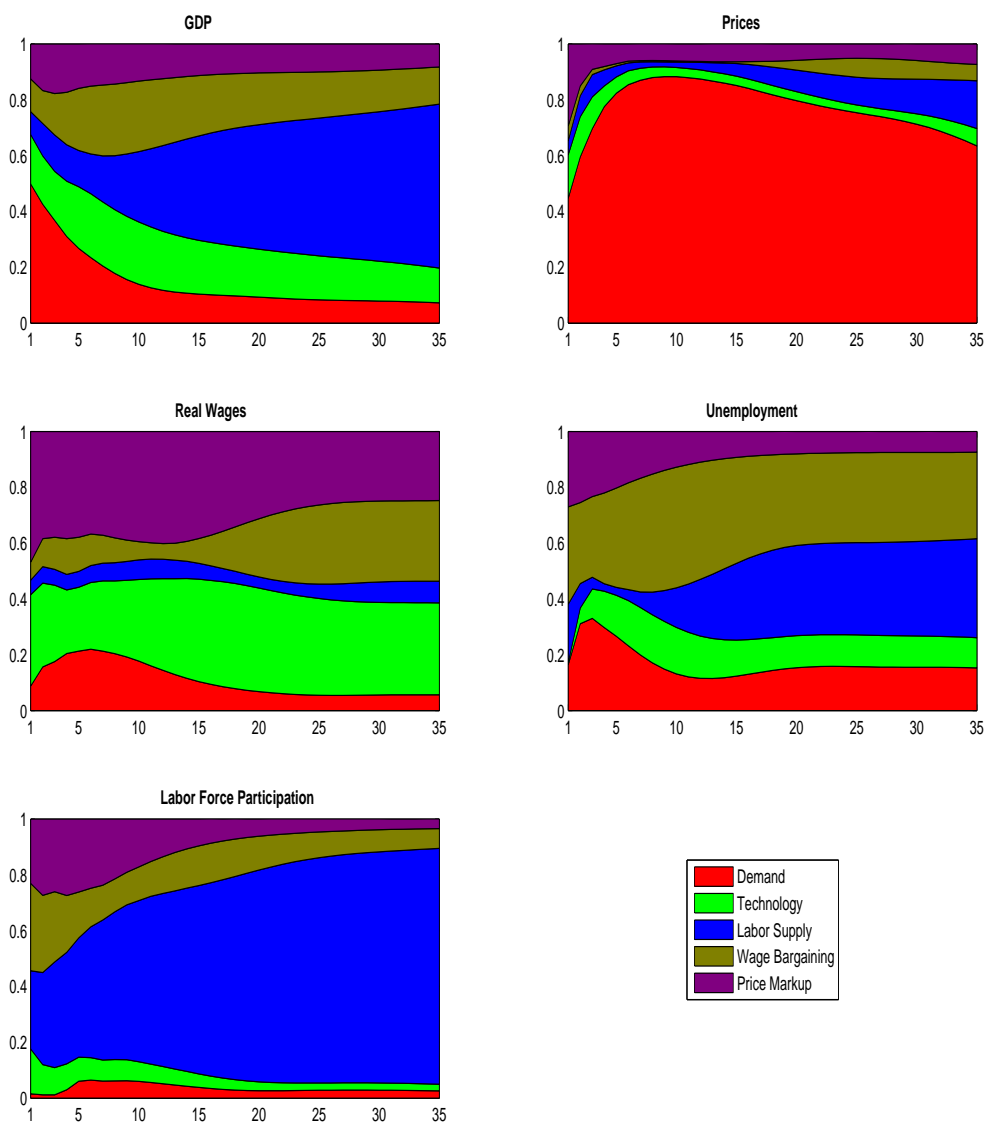 GDP
1
0.8
0.6
0.4
0.2
0
1 5 10 15 20 25 30 35
Prices
1
0.8
0.6
0.4
0.2
0
1 5 10 15 20 25 30 35
Real Wages
1
0.8
0.6
0.4
0.2
0
1 5 10 15 20 25 30 35
Unemployment
1
0.8
0.6
0.4
0.2
0
1 5 10 15 20 25 30 35
Labor Force Participation
1
0.8
0.6
0.4
0.2
0
1 5 10 15 20 25 30 35
Demand
Technology
Labor Supply
Wage Bargaining
Price Markup